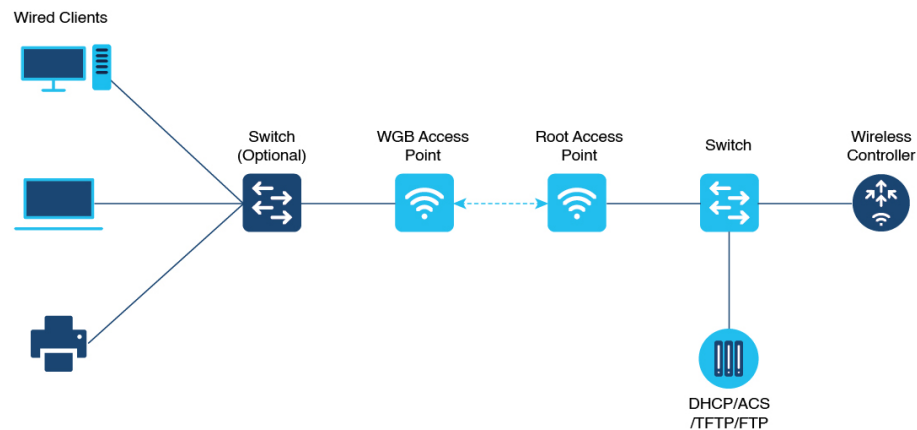 Wired Clients
Switch
(Optional)
WGB Access
Point
Root Access
Point
Switch
Wireless
Controller
DHCP/ACS
/TFTP/FTP